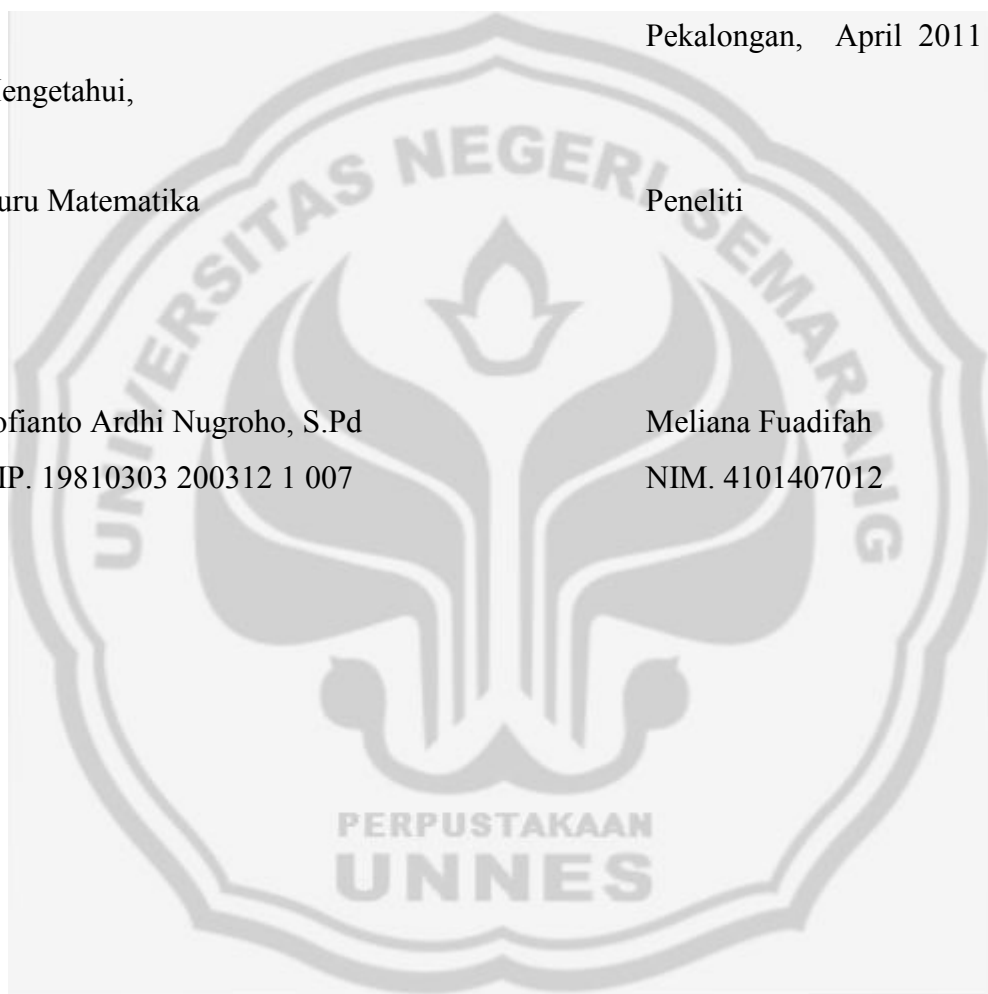 Pekalongan, April 2011
engetahui,
uru Matematika Peneliti
ofianto Ardhi Nugroho, S.Pd Meliana Fuadifah
IP. 19810303 200312 1 007 NIM. 4101407012
UNIVERSITAS NEGERI SEMARANG
PERPUSTAKAAN
UNNES